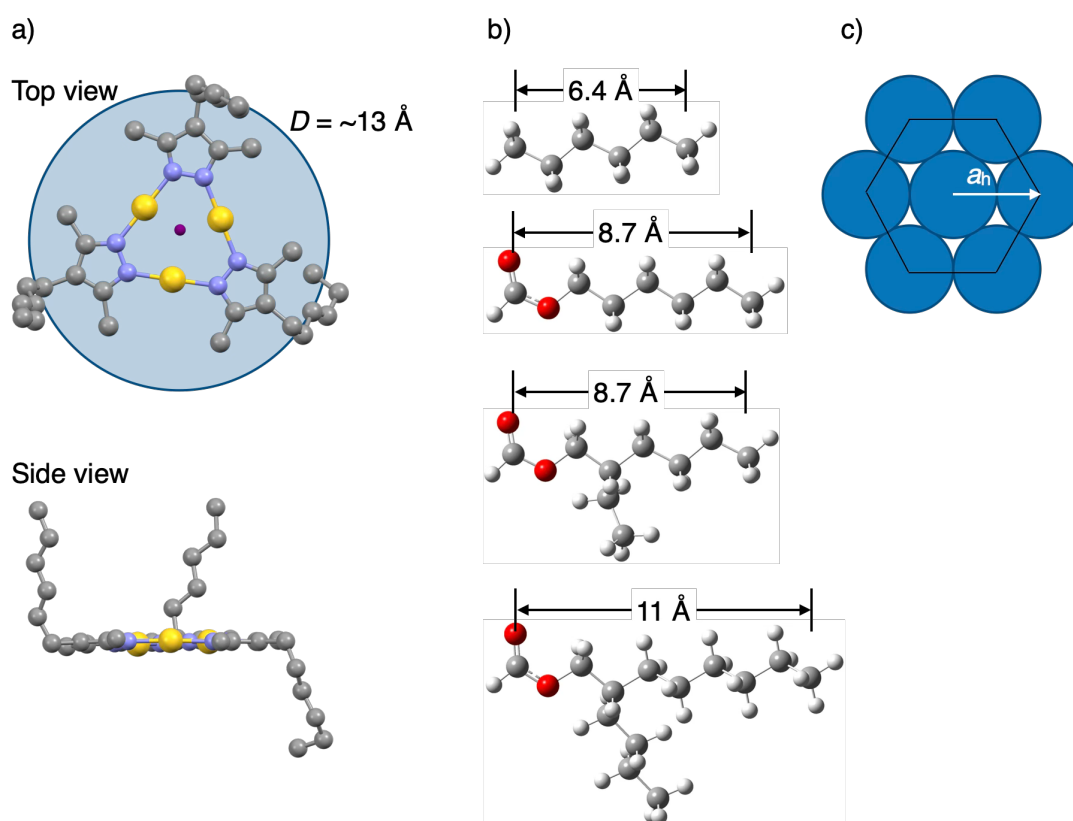 a)
Top view
D = ~13 Å
Side view
b)
6.4 Å
8.7 Å
8.7 Å
11 Å
c)
ah